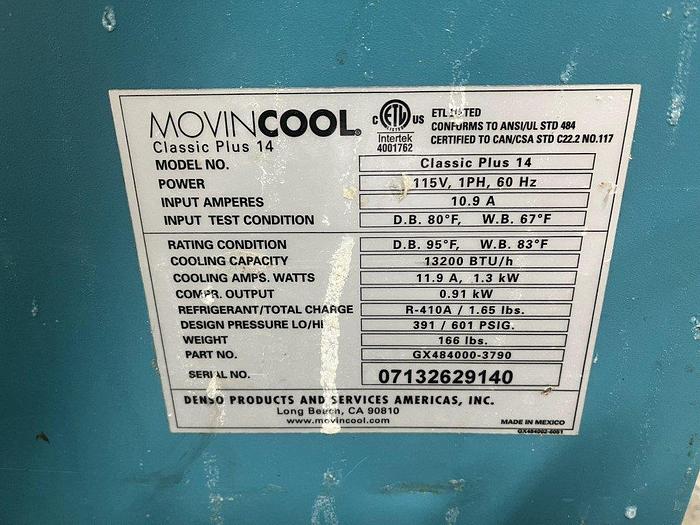 MOVINCOOL®
Classic Plus 14
C ETL US
LISTED
Intertek
4001762
ETL LISTED
CONFORMS TO ANSI/UL STD 484
CERTIFIED TO CAN/CSA STD C22.2 NO.117
MODEL NO. Classic Plus 14
POWER 115V, 1PH, 60 Hz
INPUT AMPERES 10.9 A
INPUT TEST CONDITION D.B. 80°F, W.B. 67°F
RATING CONDITION D.B. 95°F, W.B. 83°F
COOLING CAPACITY 13200 BTU/h
COOLING AMPS. WATTS 11.9 A, 1.3 kW
COMPR. OUTPUT 0.91 kW
REFRIGERANT/TOTAL CHARGE R-410A / 1.65 lbs.
DESIGN PRESSURE LO/HI 391 / 601 PSIG.
WEIGHT 166 lbs.
PART NO. GX484000-3790
SERIAL NO. 07132629140
DENSO PRODUCTS AND SERVICES AMERICAS, INC.
Long Beach, CA 90810
www.movincool.com
MADE IN MEXICO